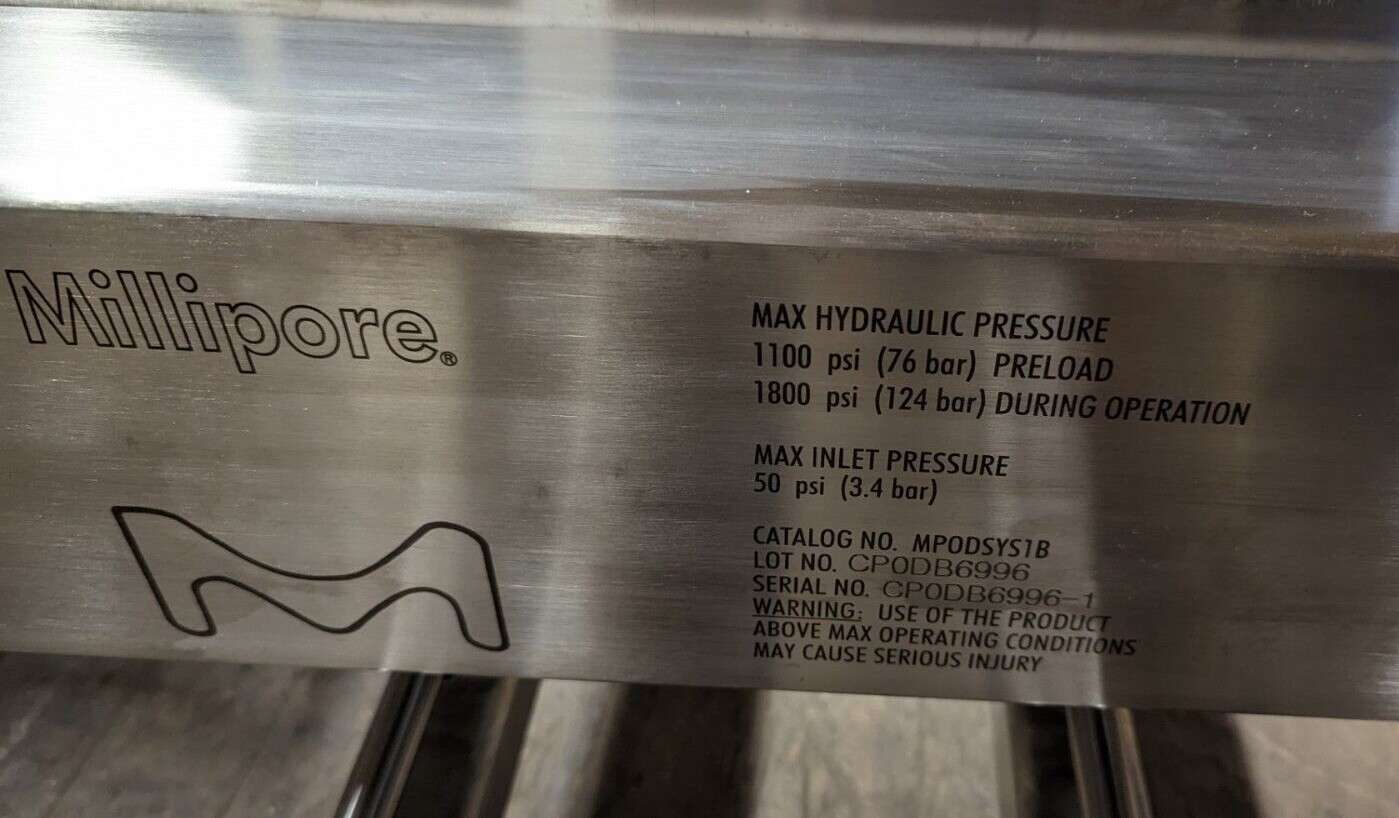 Millipore®
MAX HYDRAULIC PRESSURE
1100 psi (76 bar) PRELOAD
1800 psi (124 bar) DURING OPERATION
MAX INLET PRESSURE
50 psi (3.4 bar)
CATALOG NO. MPODSYS1B
LOT NO. CP0DB6996
SERIAL NO. CP0DB6996-1
WARNING: USE OF THE PRODUCT
ABOVE MAX OPERATING CONDITIONS
MAY CAUSE SERIOUS INJURY